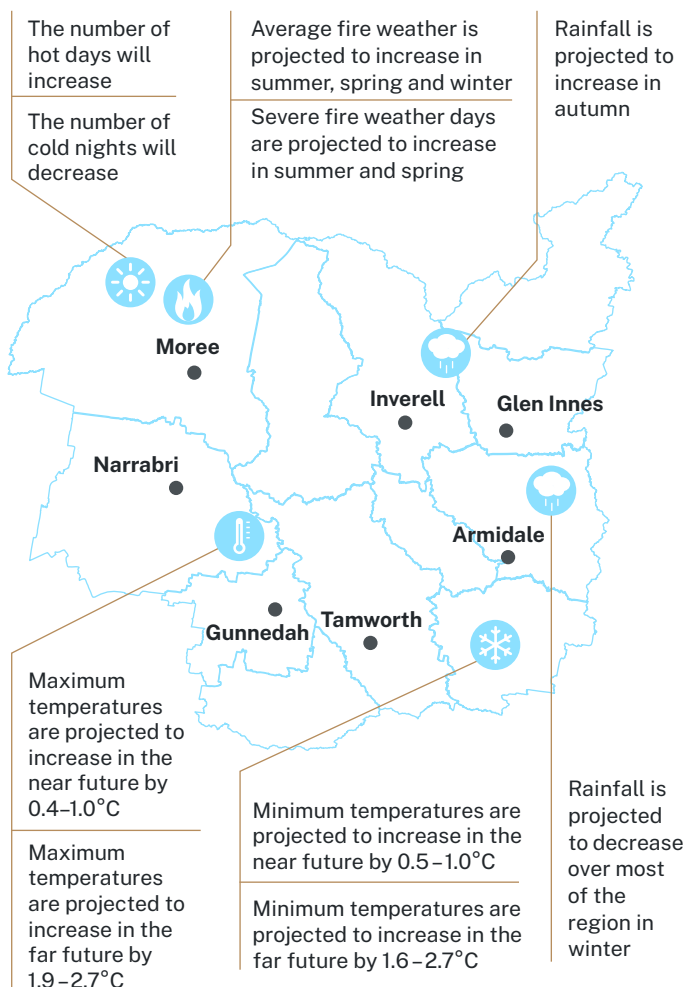 The number of
hot days will
increase
The number of
cold nights will
decrease
Average fire weather is
projected to increase in
summer, spring and winter
Severe fire weather days
are projected to increase
in summer and spring
Rainfall is
projected to
increase in
autumn
Moree
Inverell
Glen Innes
Narrabri
Armidale
Gunnedah
Tamworth
Maximum
temperatures
are projected to
increase in the
near future by
0.4–1.0°C
Maximum
temperatures
are projected to
increase in the
far future by
1.9–2.7°C
Minimum temperatures are
projected to increase in the
near future by 0.5–1.0°C
Minimum temperatures are
projected to increase in the
far future by 1.6–2.7°C
Rainfall is
projected
to decrease
over most
of the
region in
winter